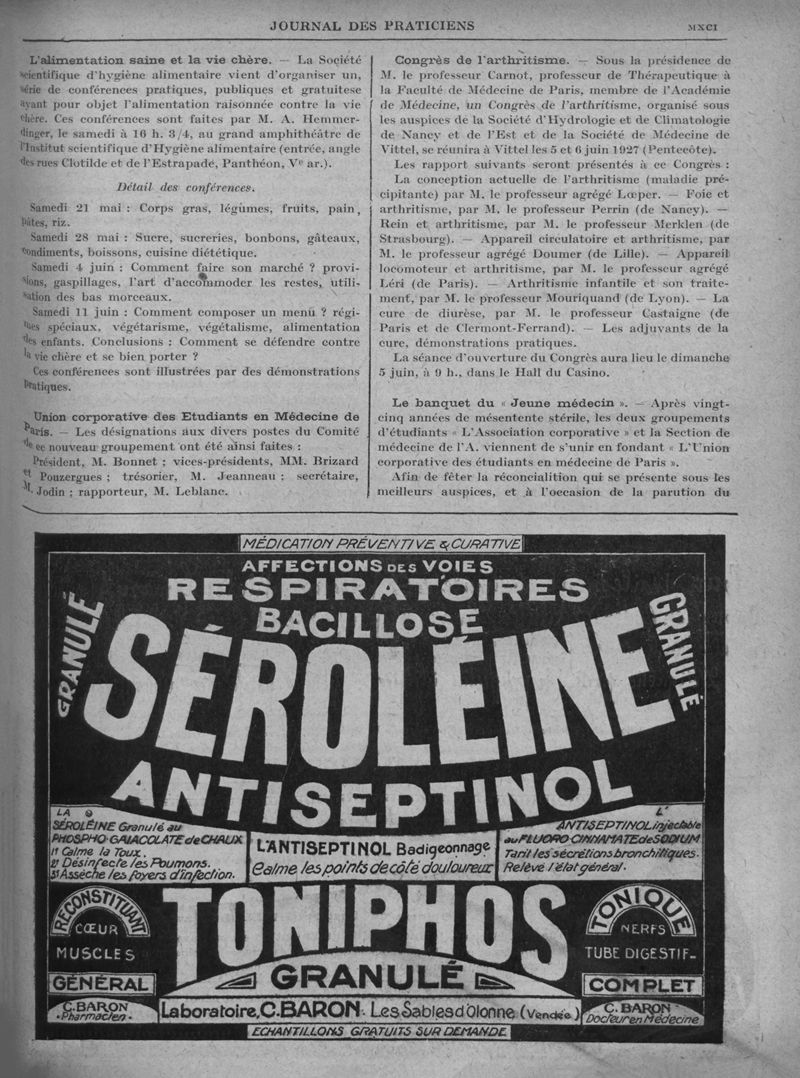 JOURNAL DES PRATICIENS
MXCI
L'alimentation saine et la vie chère. — La Société
scientifique d'hygiène alimentaire vient d'organiser un,
série de conférences pratiques, publiques et gratuitese
ayant pour objet l'alimentation raisonnée contre la vie
chère. Ces conférences sont faites par M. A. Hemmer-
dinger, le samedi à 16 h. 3/4, au grand amphithéâtre de
l'Institut scientifique d'Hygiène alimentaire (entrée, angle
des rues Clotilde et de l'Estrapade, Panthéon, Ve ar.).
Détail des conférences.
Samedi 21 mai : Corps gras, légumes, fruits, pain,
pâtes, riz.
Samedi 28 mai : Sucre, sucreries, bonbons, gâteaux,
condiments, boissons, cuisine diététique.
Samedi 4 juin : Comment faire son marché ? provi-
sions, gaspillages, l'art d'accommoder les restes, utili-
sation des bas morceaux.
Samedi 11 juin : Comment composer un menu ? régi-
mes spéciaux, végétarisme, végétalisme, alimentation
des enfants. Conclusions : Comment se défendre contre
la vie chère et se bien porter ?
Ces conférences sont illustrées par des démonstrations
pratiques.
Union corporative des Etudiants en Médecine de
Paris. — Les désignations aux divers postes du Comité
de ce nouveau groupement ont été ainsi faites :
Président, M. Bonnet ; vices-présidents, MM. Brizard
et Pouzergues ; trésorier, M. Jeanneau ; secrétaire,
M. Jodin ; rapporteur, M. Leblanc.
Congrès de l'arthritisme. — Sous la présidence de
M. le professeur Carnot, professeur de Thérapeutique à
la Faculté de Médecine de Paris, membre de l'Académie
de Médecine, un Congrès de l'arthritisme, organisé sous
les auspices de la Société d'Hydrologie et de Climatologie
de Nancy et de l'Est et de la Société de Médecine de
Vittel, se réunira à Vittel les 5 et 6 juin 1927 (Pentecôte).
Les rapport suivants seront présentés à ce Congrès :
La conception actuelle de l'arthritisme (maladie pré-
cipitante) par M. le professeur agrégé Lœper. — Foie et
arthritisme, par M. le professeur Perrin (de Nancy). —
Rein et arthritisme, par M. le professeur Merklen (de
Strasbourg). — Appareil circulatoire et arthritisme, par
M. le professeur agrégé Doumer (de Lille). — Appareil
locomoteur et arthritisme, par M. le professeur agrégé
Léri (de Paris). — Arthritisme infantile et son traite-
ment, par M. le professeur Mouriquand (de Lyon). — La
cure de diurèse, par M. le professeur Castaigne (de
Paris et de Clermont-Ferrand). — Les adjuvants de la
cure, démonstrations pratiques.
La séance d'ouverture du Congrès aura lieu le dimanche
5 juin, à 9 h., dans le Hall du Casino.
Le banquet du « Jeune médecin ». — Après vingt-
cinq années de mésentente stérile, les deux groupements
d'étudiants « L'Association corporative » et la Section de
médecine de l'A. viennent de s'unir en fondant « L'Union
corporative des étudiants en médecine de Paris ».
Afin de fêter la réconcialition qui se présente sous les
meilleurs auspices, et à l'occasion de la parution du
MÉDICATION PRÉVENTIVE & CURATIVE
AFFECTIONS DES VOIES
RESPIRATOIRES
BACILLOSE
GRANULÉ
SÉROLÉINE
GRANULÉ
ANTISEPTINOL
LA
SÉROLÉINE Granulé au
PHOSPHO-GAIACOLATE de CHAUX
1° Calme la Toux.
2° Désinfecte les Poumons.
3° Assèche les foyers d'infection.
L'ANTISEPTINOL Badigeonnage
calme les points de côté douloureux
L'
ANTISEPTINOL injectable
au FLUORO CINNAMATE de SODIUM
Tarit les sécrétions bronchitiques.
Relève l'état général.
RECONSTITUANT
CŒUR
MUSCLES
GÉNÉRAL
TONIPHOS
GRANULÉ
TONIQUE
NERFS
TUBE DIGESTIF
COMPLET
C. BARON
Pharmacien
Laboratoire, C. BARON. Les Sables d'Olonne (Vendée)
C. BARON
Docteur en Médecine
ECHANTILLONS GRATUITS SUR DEMANDE